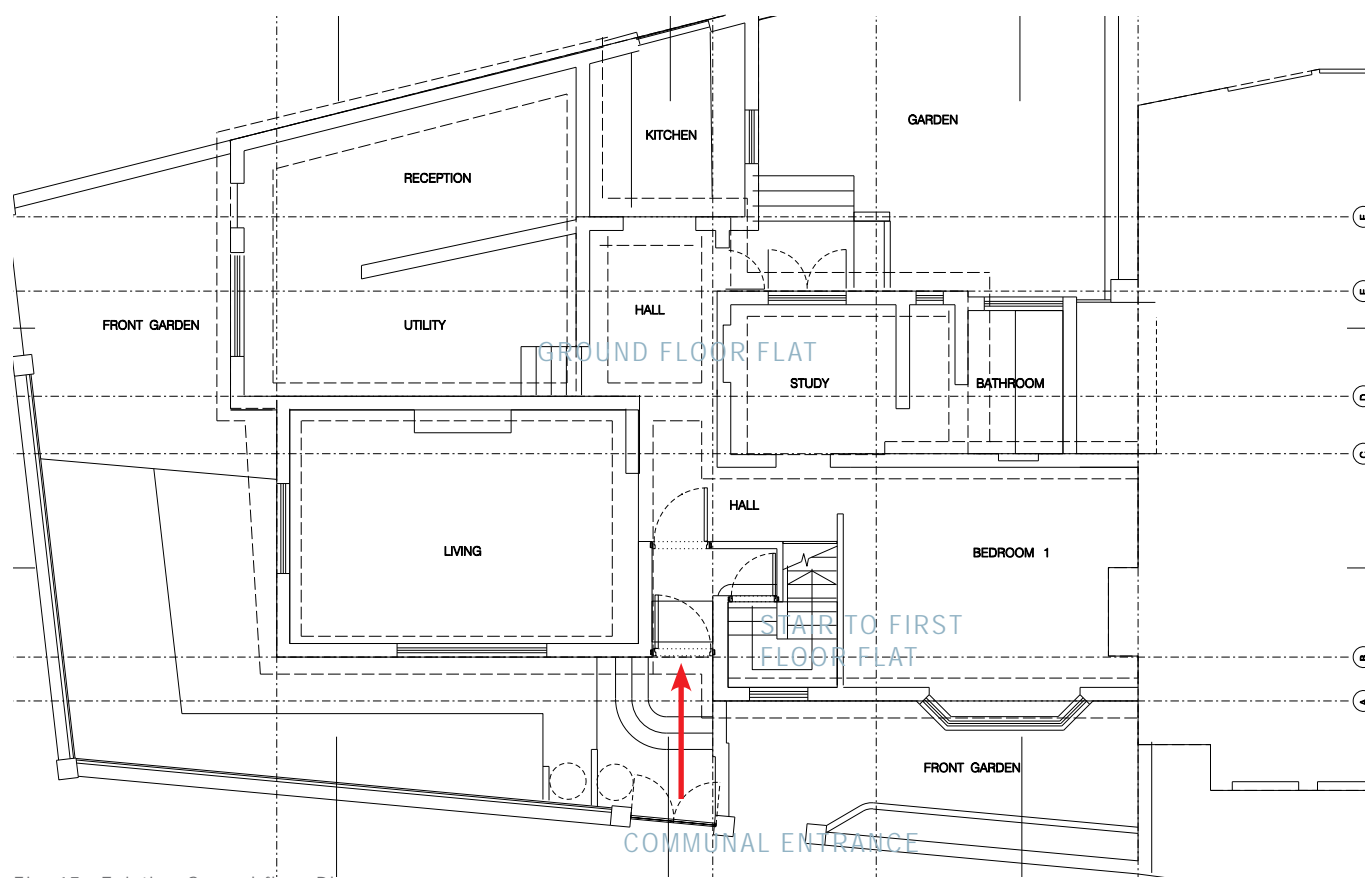 KITCHEN
GARDEN
RECEPTION
FRONT GARDEN
UTILITY
HALL
GROUND FLOOR FLAT
STUDY
BATHROOM
HALL
LIVING
BEDROOM 1
STAIR TO FIRST
FLOOR FLAT
FRONT GARDEN
COMMUNAL ENTRANCE